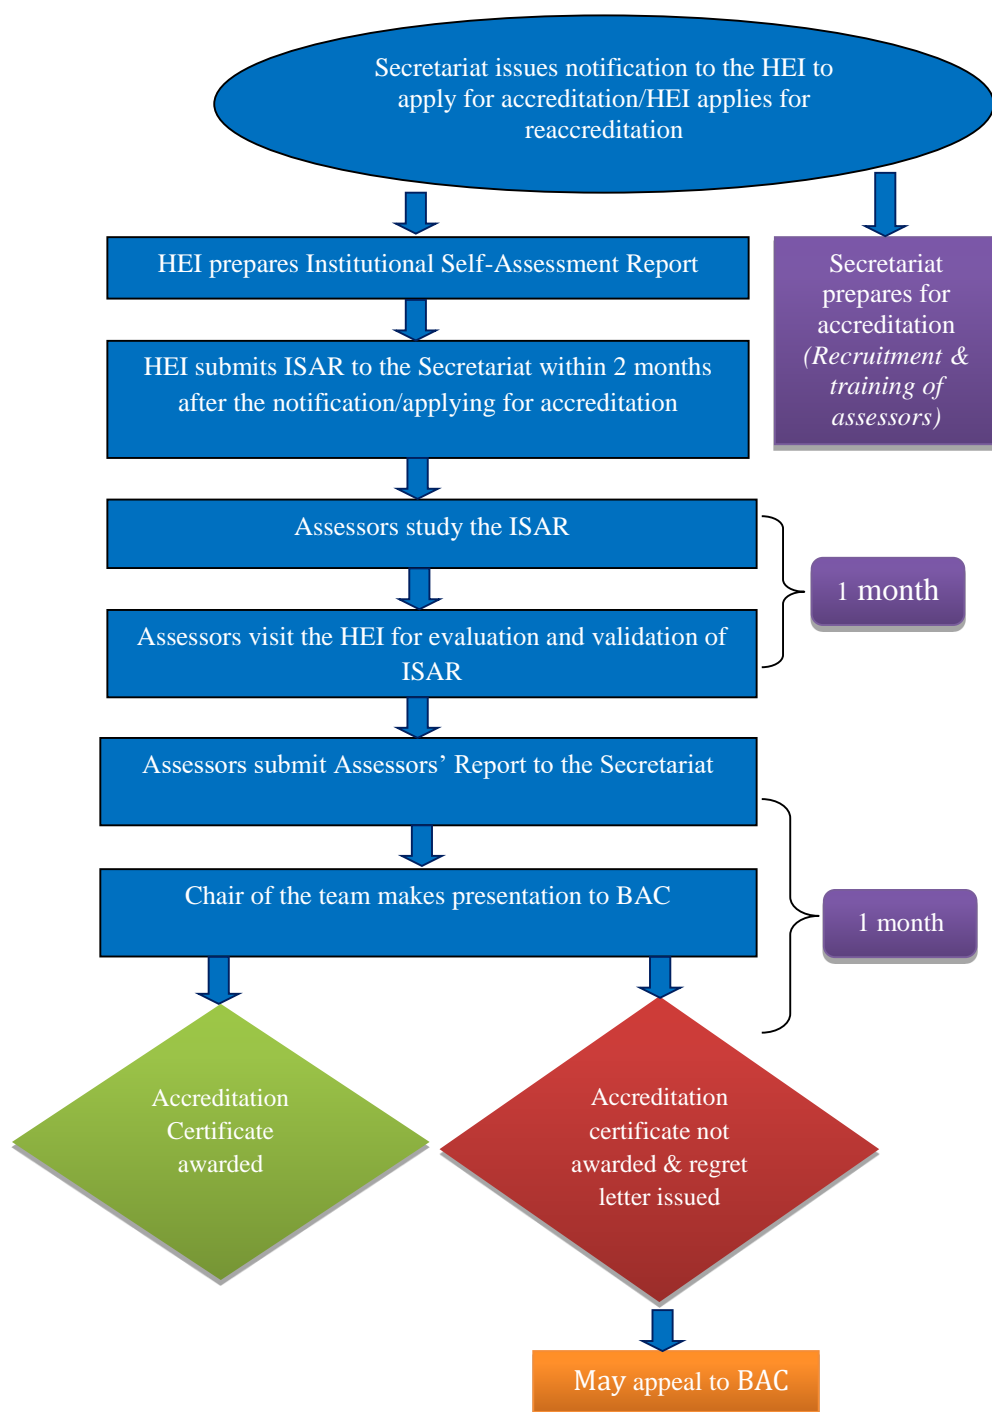 Secretariat issues notification to the HEI to
apply for accreditation/HEI applies for
reaccreditation
HEI prepares Institutional Self-Assessment Report
Secretariat
prepares for
accreditation
(Recruitment &
training of
assessors)
HEI submits ISAR to the Secretariat within 2 months
after the notification/applying for accreditation
Assessors study the ISAR
1 month
Assessors visit the HEI for evaluation and validation of
ISAR
Assessors submit Assessors’ Report to the Secretariat
Chair of the team makes presentation to BAC
1 month
Accreditation
Certificate
awarded
Accreditation
certificate not
awarded & regret
letter issued
May appeal to BAC